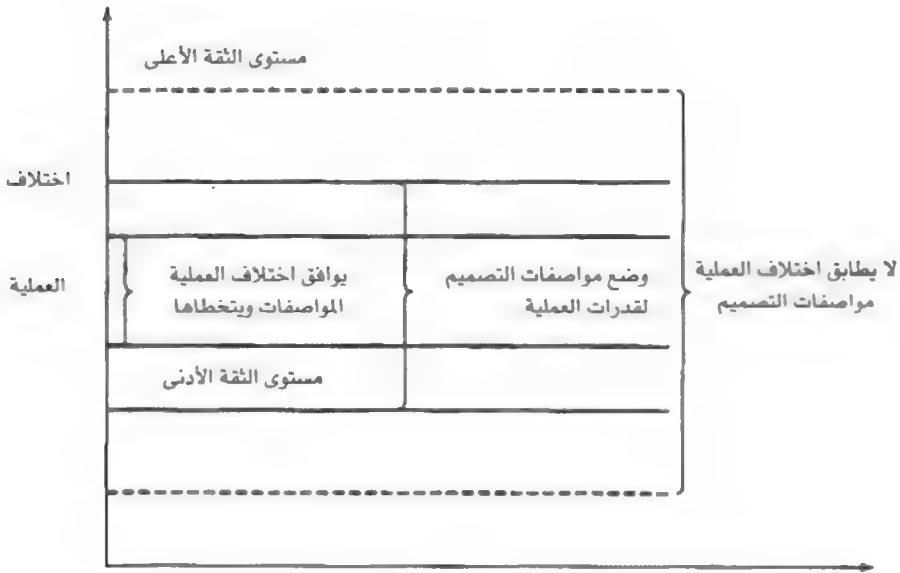 مستوى الثقة الأعلى
اختلاف
العملية
يوافق اختلاف العملية
المواصفات ويتخطاها
وضع مواصفات التصميم
لقدرات العملية
لا يطابق اختلاف العملية
مواصفات التصميم
مستوى الثقة الأدنى